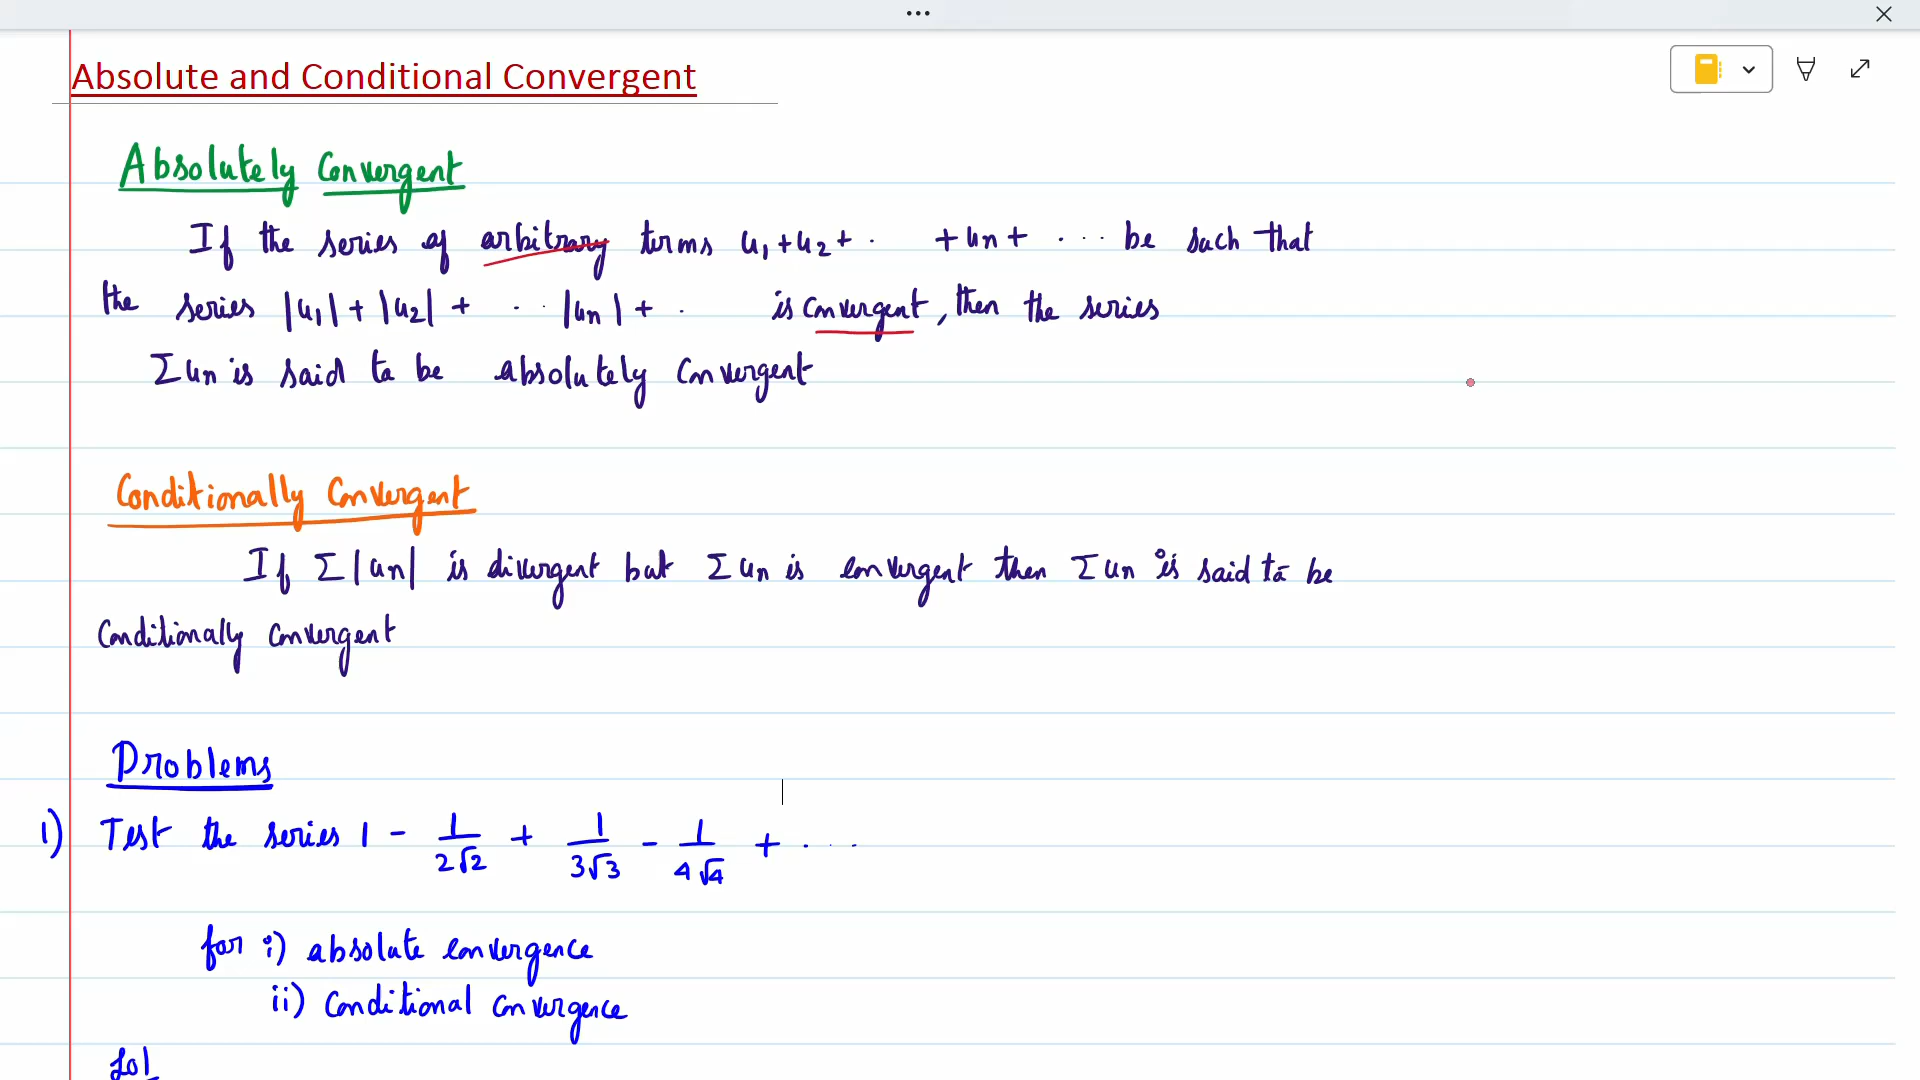 Absolute and Conditional Convergent
Absolutely Convergent
If the series of arbitrary terms u₁+u₂+ · +un+ · ··· be such that
the series |u₁| + |u₂| + · · |un| + · is convergent, then the series
Σun is said to be absolutely convergent
Conditionally Convergent
If Σ|un| is divergent but Σun is convergent then Σun is said to be
conditionally convergent
Problems
1) Test the series 1 - 1/2√2 + 1/3√3 - 1/4√4 + ···
for i) absolute convergence
ii) conditional convergence
Sol